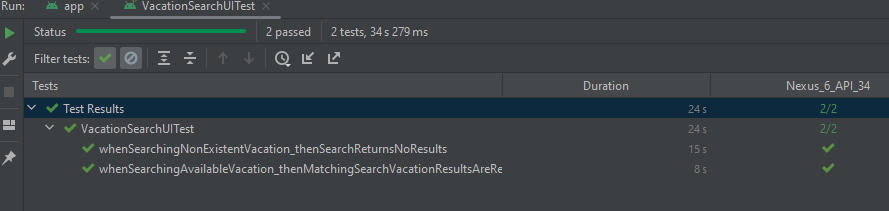 Run: app VacationSearchUITest
Status 2 passed 2 tests, 34 s 279 ms
Filter tests:
Tests Duration Nexus_6_API_34
Test Results 24 s 2/2
VacationSearchUITest 24 s 2/2
whenSearchingNonExistentVacation_thenSearchReturnsNoResults 15 s
whenSearchingAvailableVacation_thenMatchingSearchVacationResultsAreRe 8 s